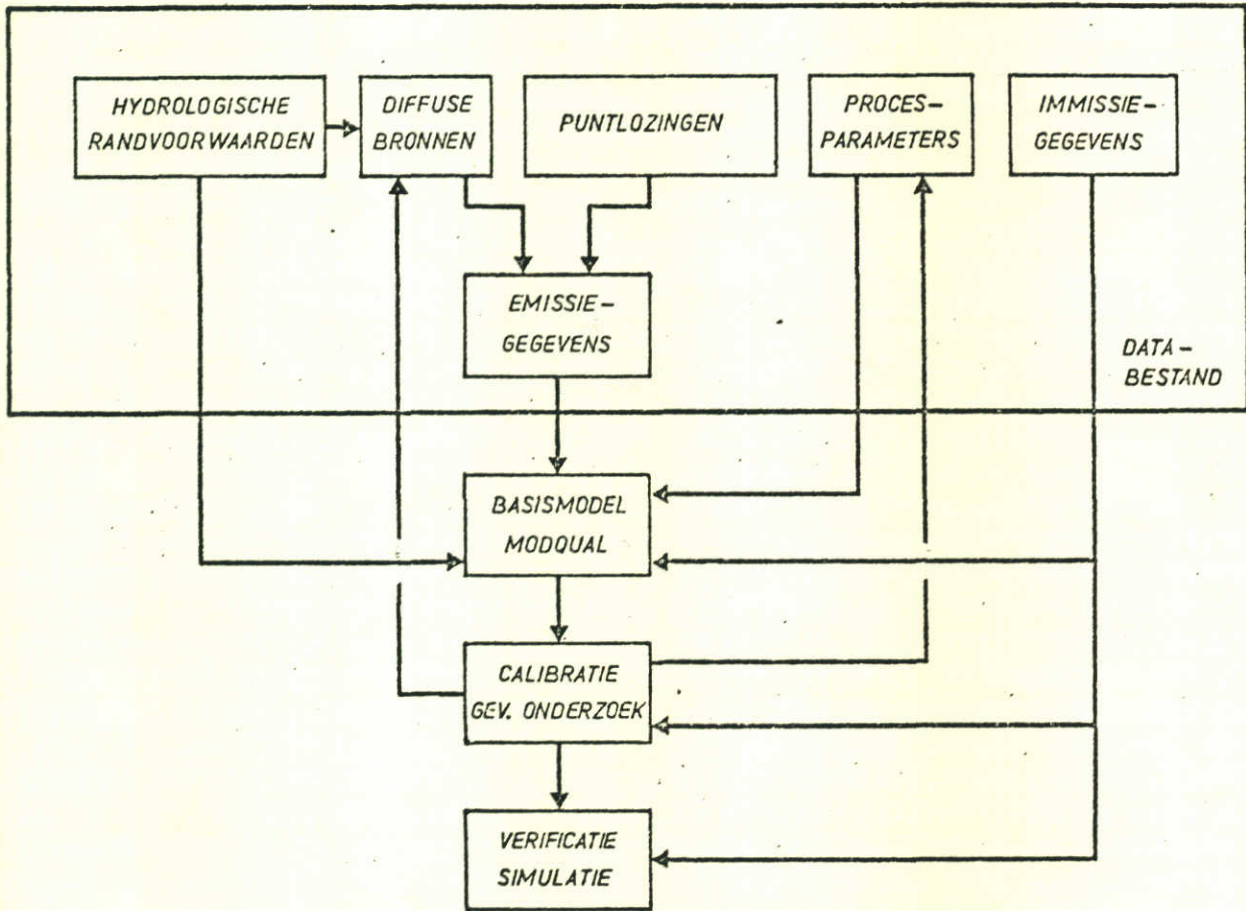 HYDROLOGISCHE
RANDVOORWAARDEN
DIFFUSE
BRONNEN
PUNTLOZINGEN
PROCES-
PARAMETERS
IMMISSIE-
GEGEVENS
EMISSIE-
GEGEVENS
DATA-
BESTAND
BASISMODEL
MODQUAL
CALIBRATIE
GEV. ONDERZOEK
VERIFICATIE
SIMULATIE